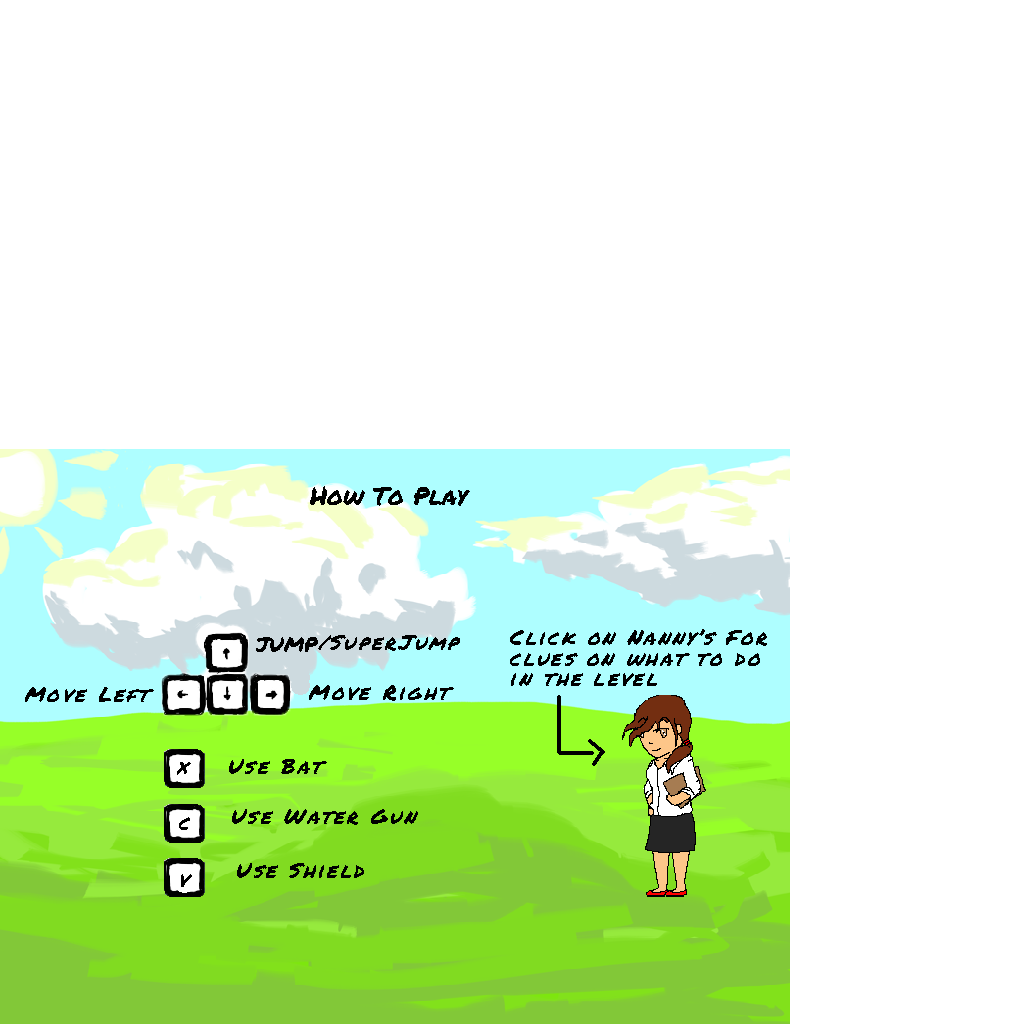 How To Play
Jump/SuperJump
Click on Nanny's For
clues on what to do
in the level
Move Left
Move Right
X Use Bat
C Use Water Gun
V Use Shield